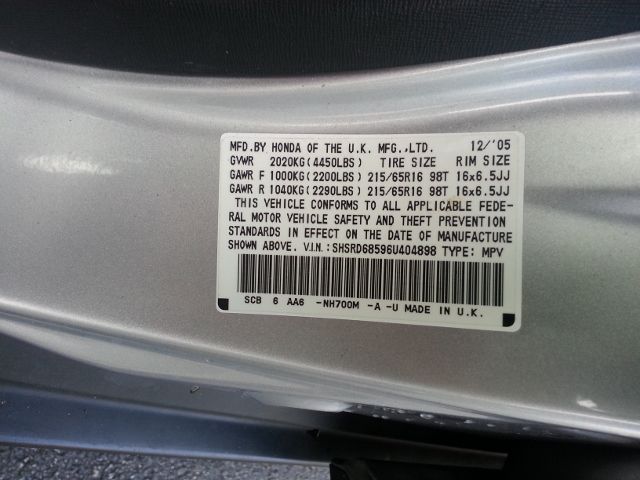 MFD.BY HONDA OF THE U.K. MFG.,LTD. 12/'05
GVWR 2020KG(4450LBS) TIRE SIZE RIM SIZE
GAWR F 1000KG(2200LBS) 215/65R16 98T 16x6.5JJ
GAWR R 1040KG(2290LBS) 215/65R16 98T 16x6.5JJ
THIS VEHICLE CONFORMS TO ALL APPLICABLE FEDE-
RAL MOTOR VEHICLE SAFETY AND THEFT PREVENTION
STANDARDS IN EFFECT ON THE DATE OF MANUFACTURE
SHOWN ABOVE. V.I.N.:SHSRD68596U404898 TYPE: MPV
SCB 6 AA6 -NH700M -A -U MADE IN U.K.